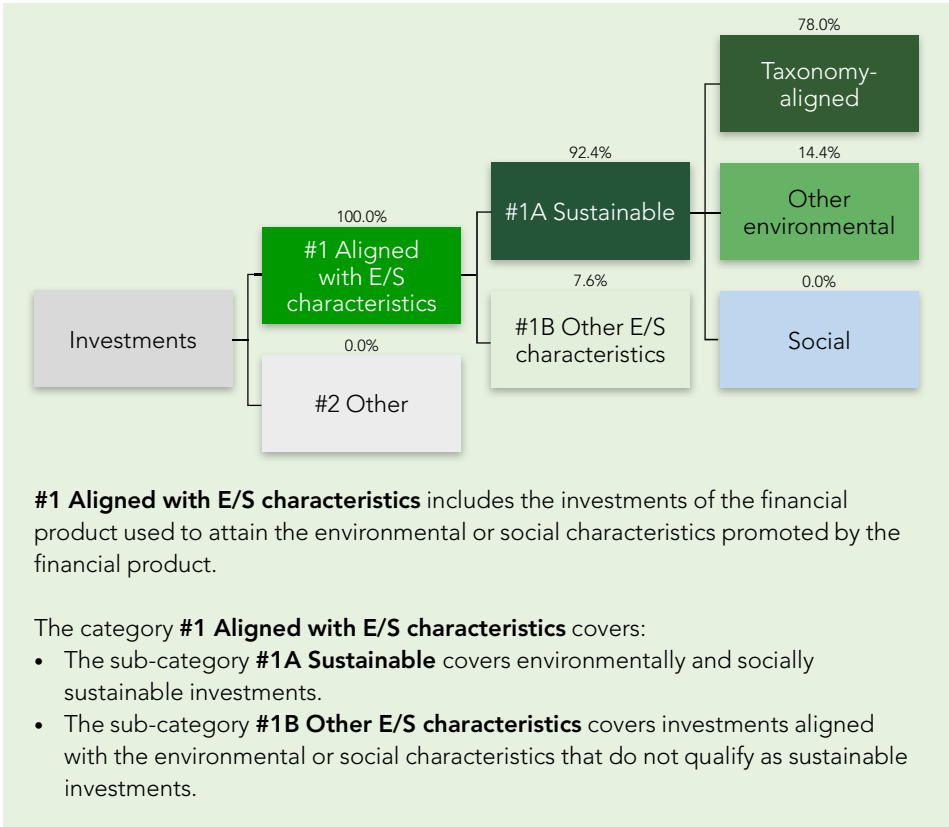 78.0%
Taxonomy-
aligned
92.4%
14.4%
#1A Sustainable
Other
environmental
100.0%
#1 Aligned
with E/S
characteristics
7.6%
0.0%
Investments
#1B Other E/S
characteristics
Social
0.0%
#2 Other
#1 Aligned with E/S characteristics includes the investments of the financial
product used to attain the environmental or social characteristics promoted by the
financial product.
The category #1 Aligned with E/S characteristics covers:
• The sub-category #1A Sustainable covers environmentally and socially
sustainable investments.
• The sub-category #1B Other E/S characteristics covers investments aligned
with the environmental or social characteristics that do not qualify as sustainable
investments.